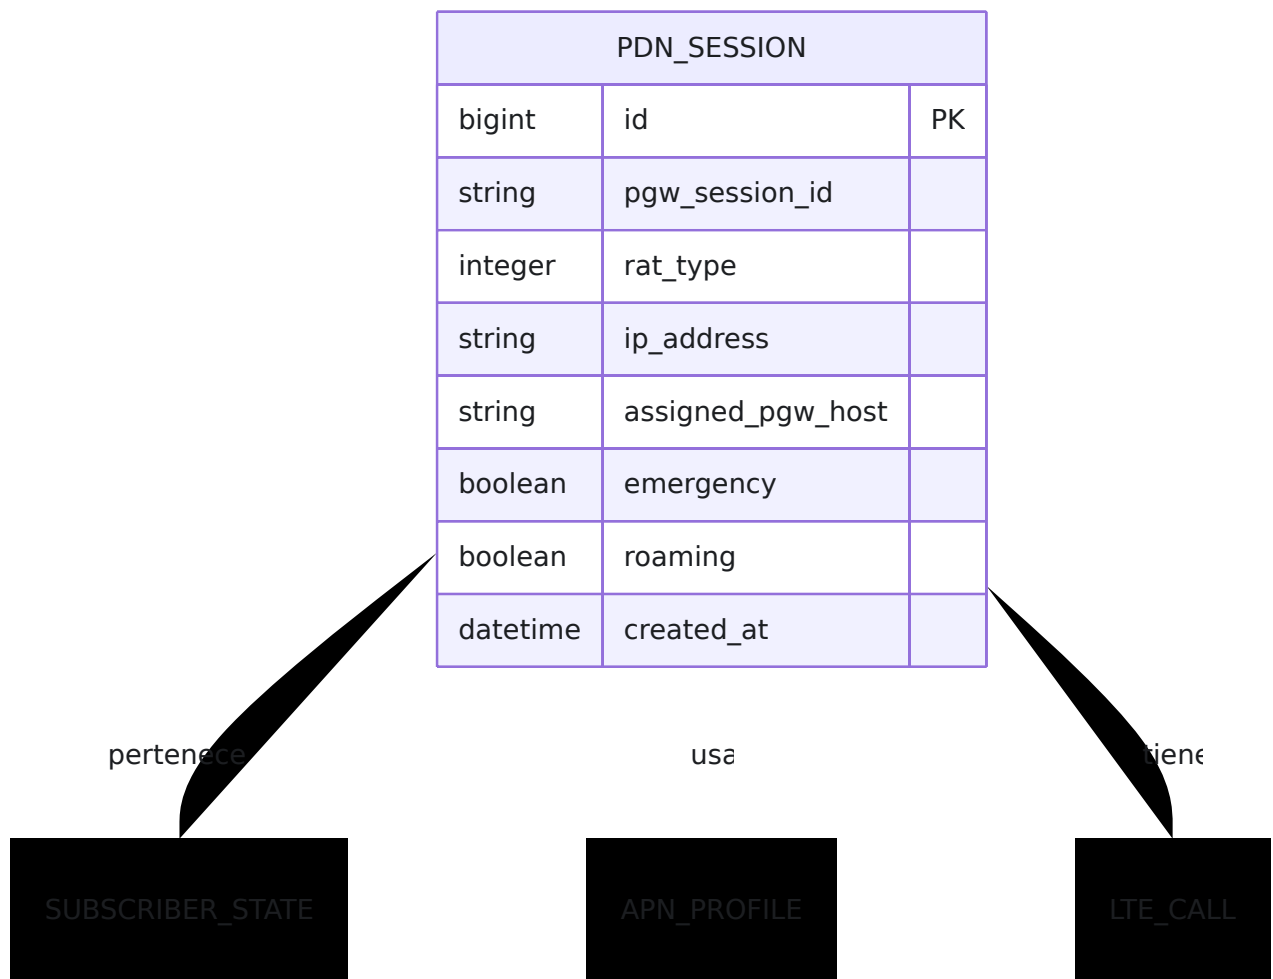 PDN_SESSION
bigint id PK
string pgw_session_id
integer rat_type
string ip_address
string assigned_pgw_host
boolean emergency
boolean roaming
datetime created_at
pertenece usa tiene
SUBSCRIBER_STATE APN_PROFILE LTE_CALL